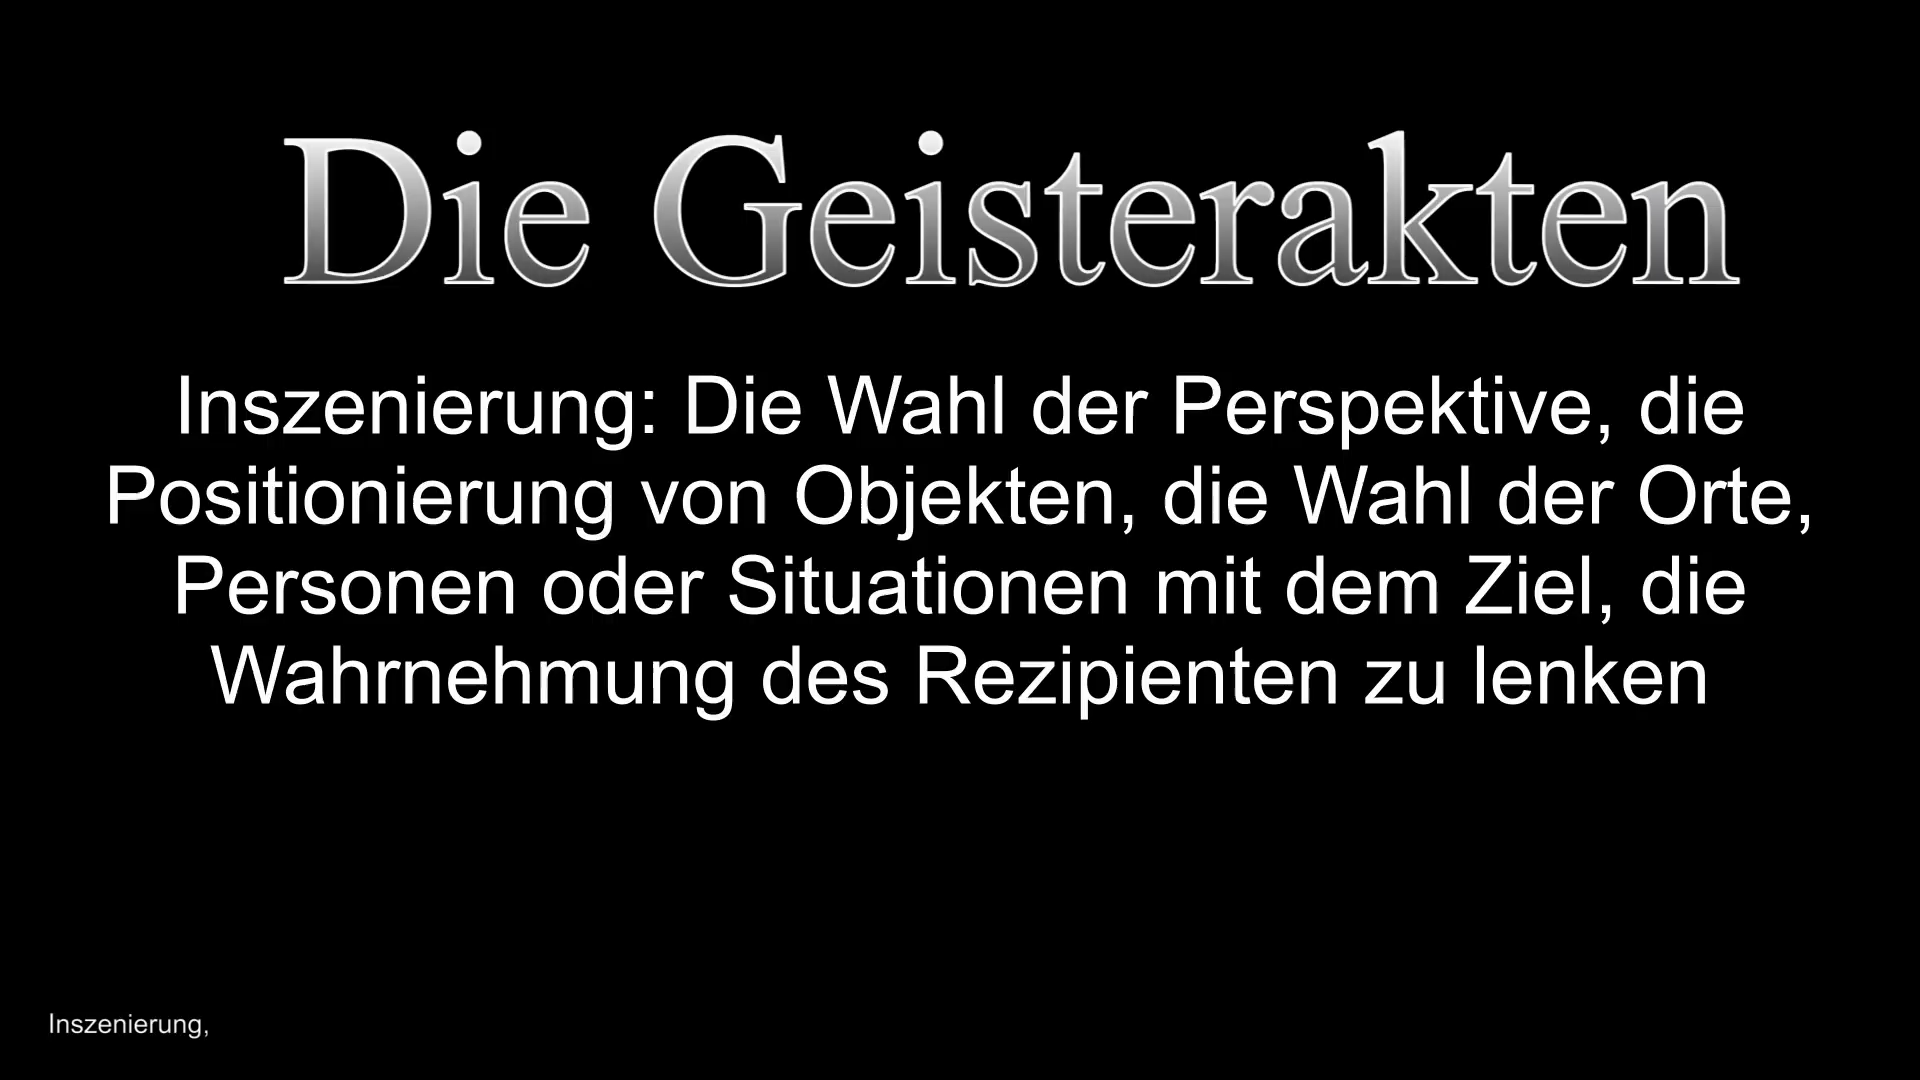 Die Geisterakten
Inszenierung: Die Wahl der Perspektive, die
Positionierung von Objekten, die Wahl der Orte,
Personen oder Situationen mit dem Ziel, die
Wahrnehmung des Rezipienten zu lenken
Inszenierung,